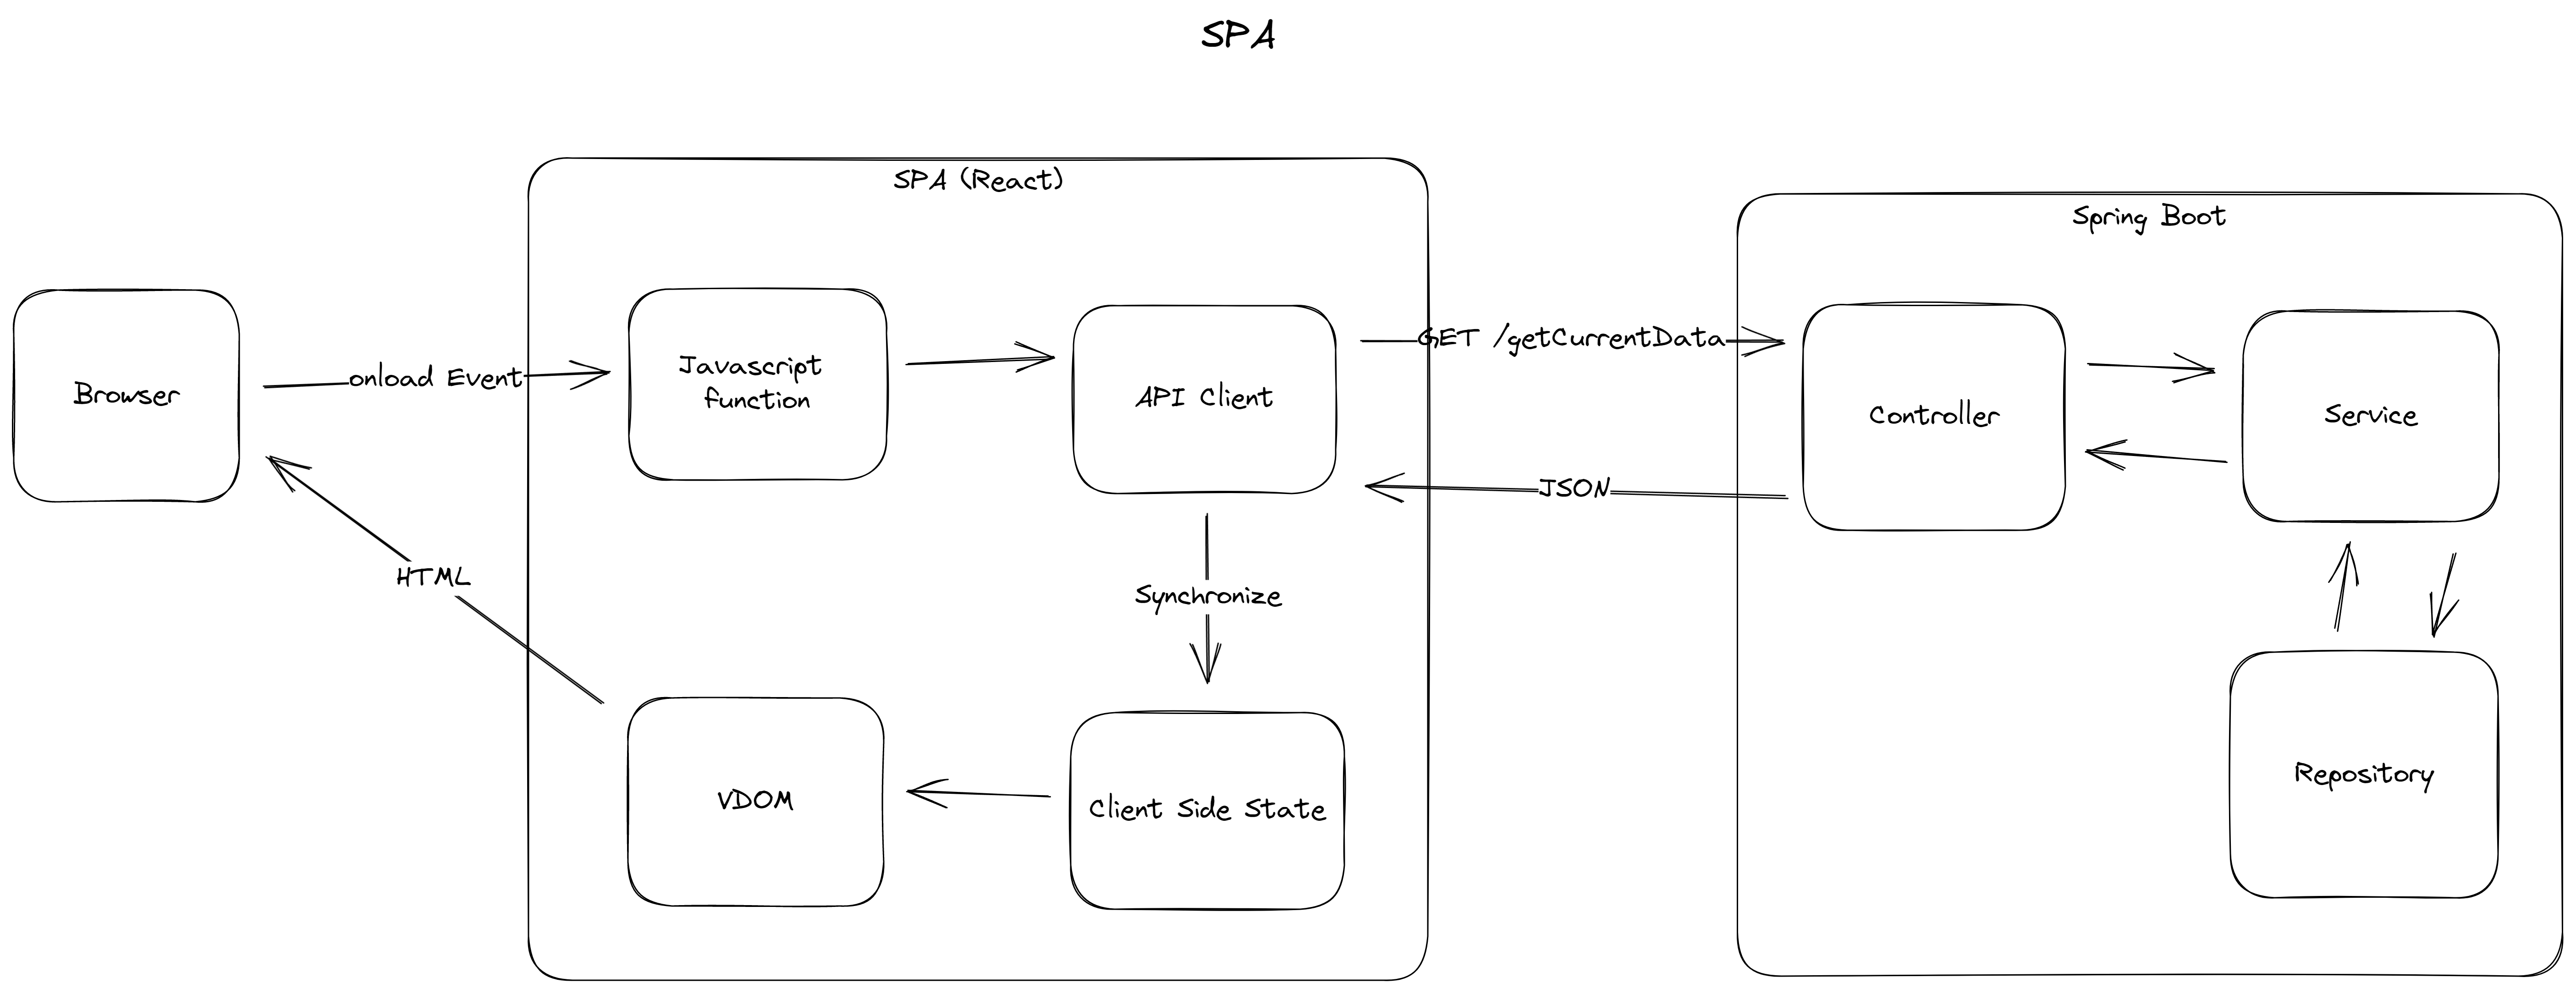 SPA
SPA (React)
Spring Boot
Browser
onload Event
Javascript
function
API Client
GET /getCurrentData
Controller
Service
JSON
HTML
Synchronize
VDOM
Client Side State
Repository